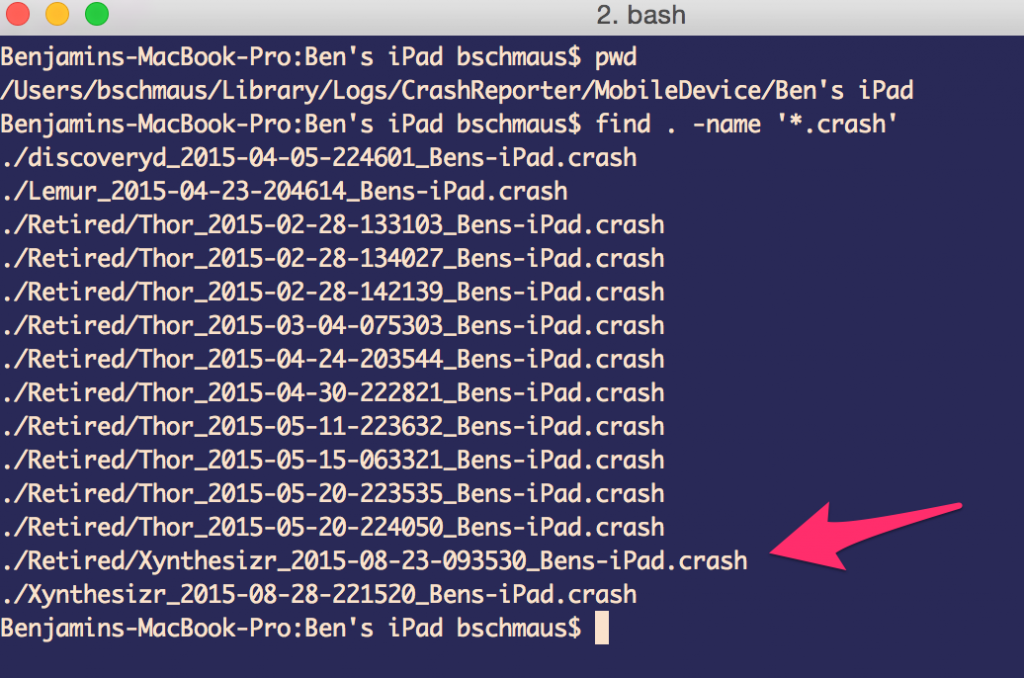 2. bash
Benjamins-MacBook-Pro:Ben's iPad bschmaus$ pwd
/Users/bschmaus/Library/Logs/CrashReporter/MobileDevice/Ben's iPad
Benjamins-MacBook-Pro:Ben's iPad bschmaus$ find . -name '*.crash'
./discoveryd_2015-04-05-224601_Bens-iPad.crash
./Lemur_2015-04-23-204614_Bens-iPad.crash
./Retired/Thor_2015-02-28-133103_Bens-iPad.crash
./Retired/Thor_2015-02-28-134027_Bens-iPad.crash
./Retired/Thor_2015-02-28-142139_Bens-iPad.crash
./Retired/Thor_2015-03-04-075303_Bens-iPad.crash
./Retired/Thor_2015-04-24-203544_Bens-iPad.crash
./Retired/Thor_2015-04-30-222821_Bens-iPad.crash
./Retired/Thor_2015-05-11-223632_Bens-iPad.crash
./Retired/Thor_2015-05-15-063321_Bens-iPad.crash
./Retired/Thor_2015-05-20-223535_Bens-iPad.crash
./Retired/Thor_2015-05-20-224050_Bens-iPad.crash
./Retired/Xynthesizr_2015-08-23-093530_Bens-iPad.crash
./Xynthesizr_2015-08-28-221520_Bens-iPad.crash
Benjamins-MacBook-Pro:Ben's iPad bschmaus$